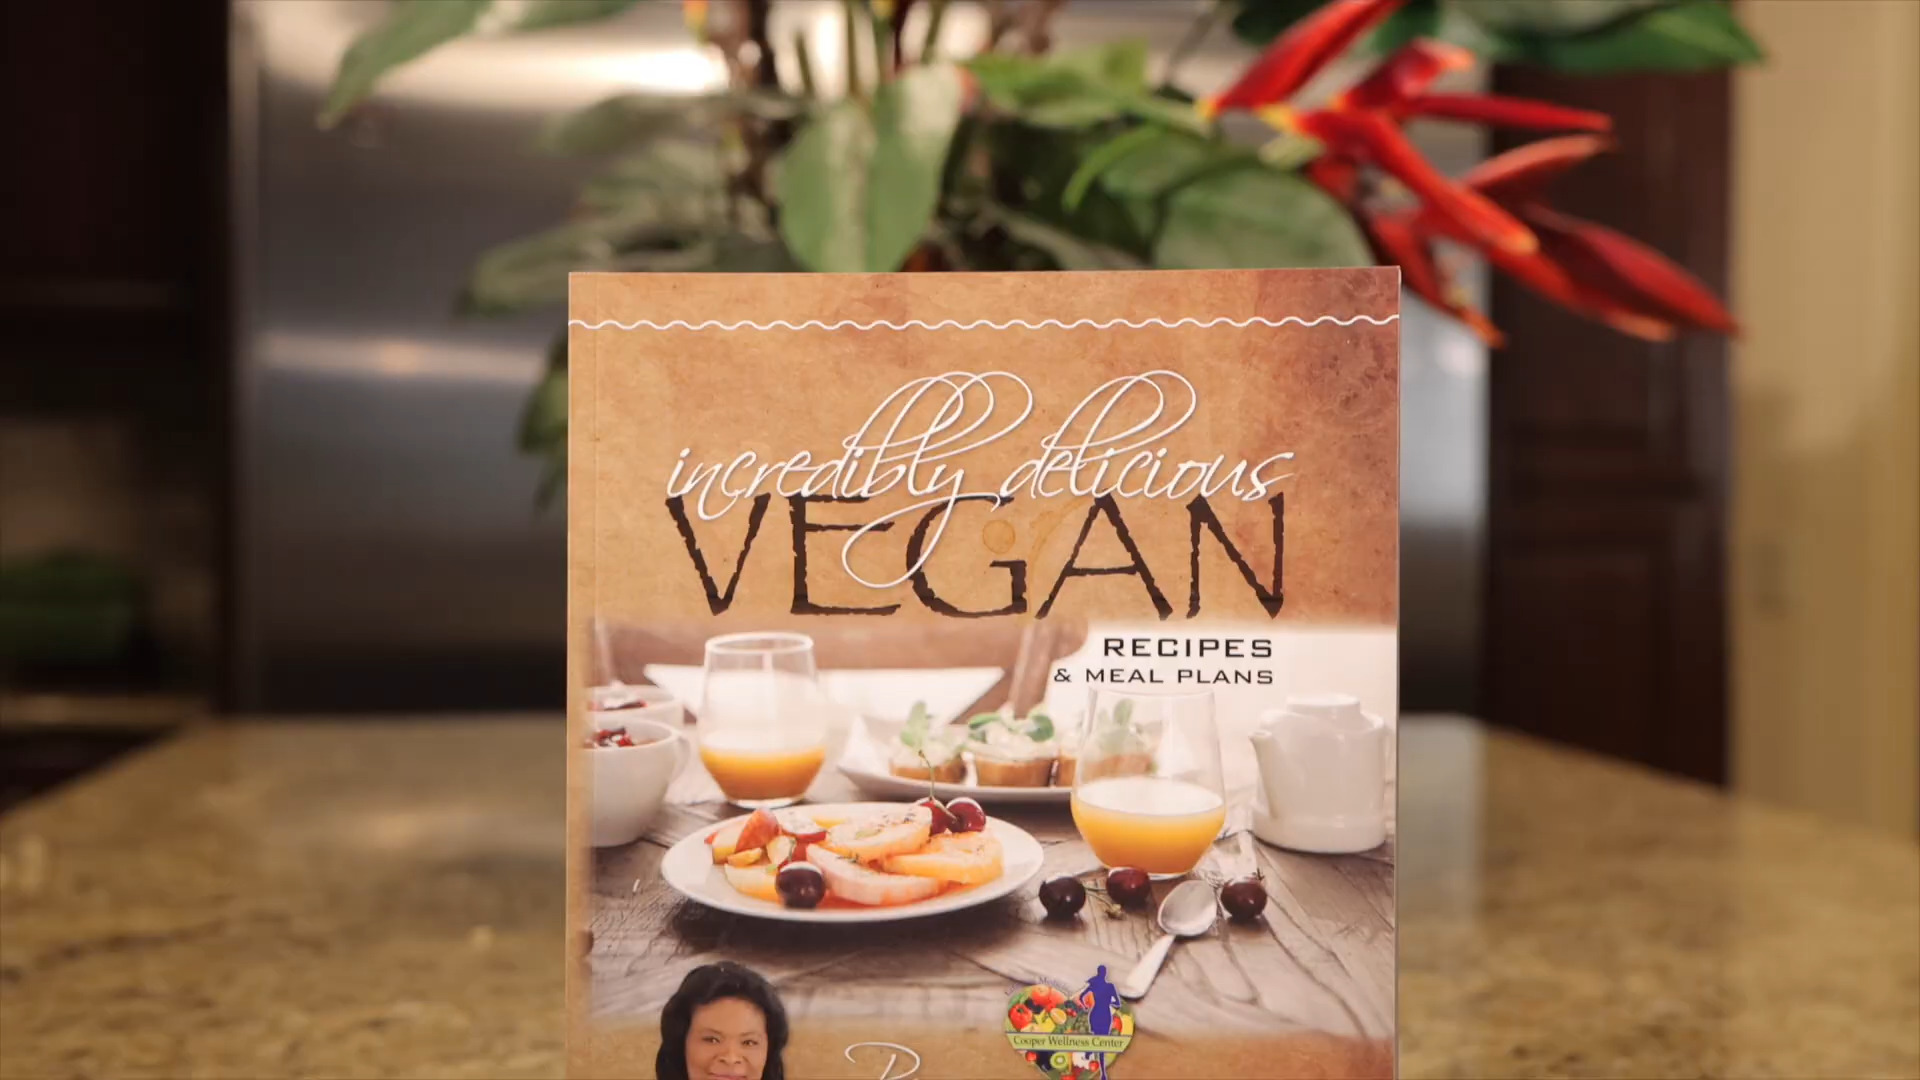 incredibly delicious
VEGAN
RECIPES
& MEAL PLANS
Cooper Wellness Center